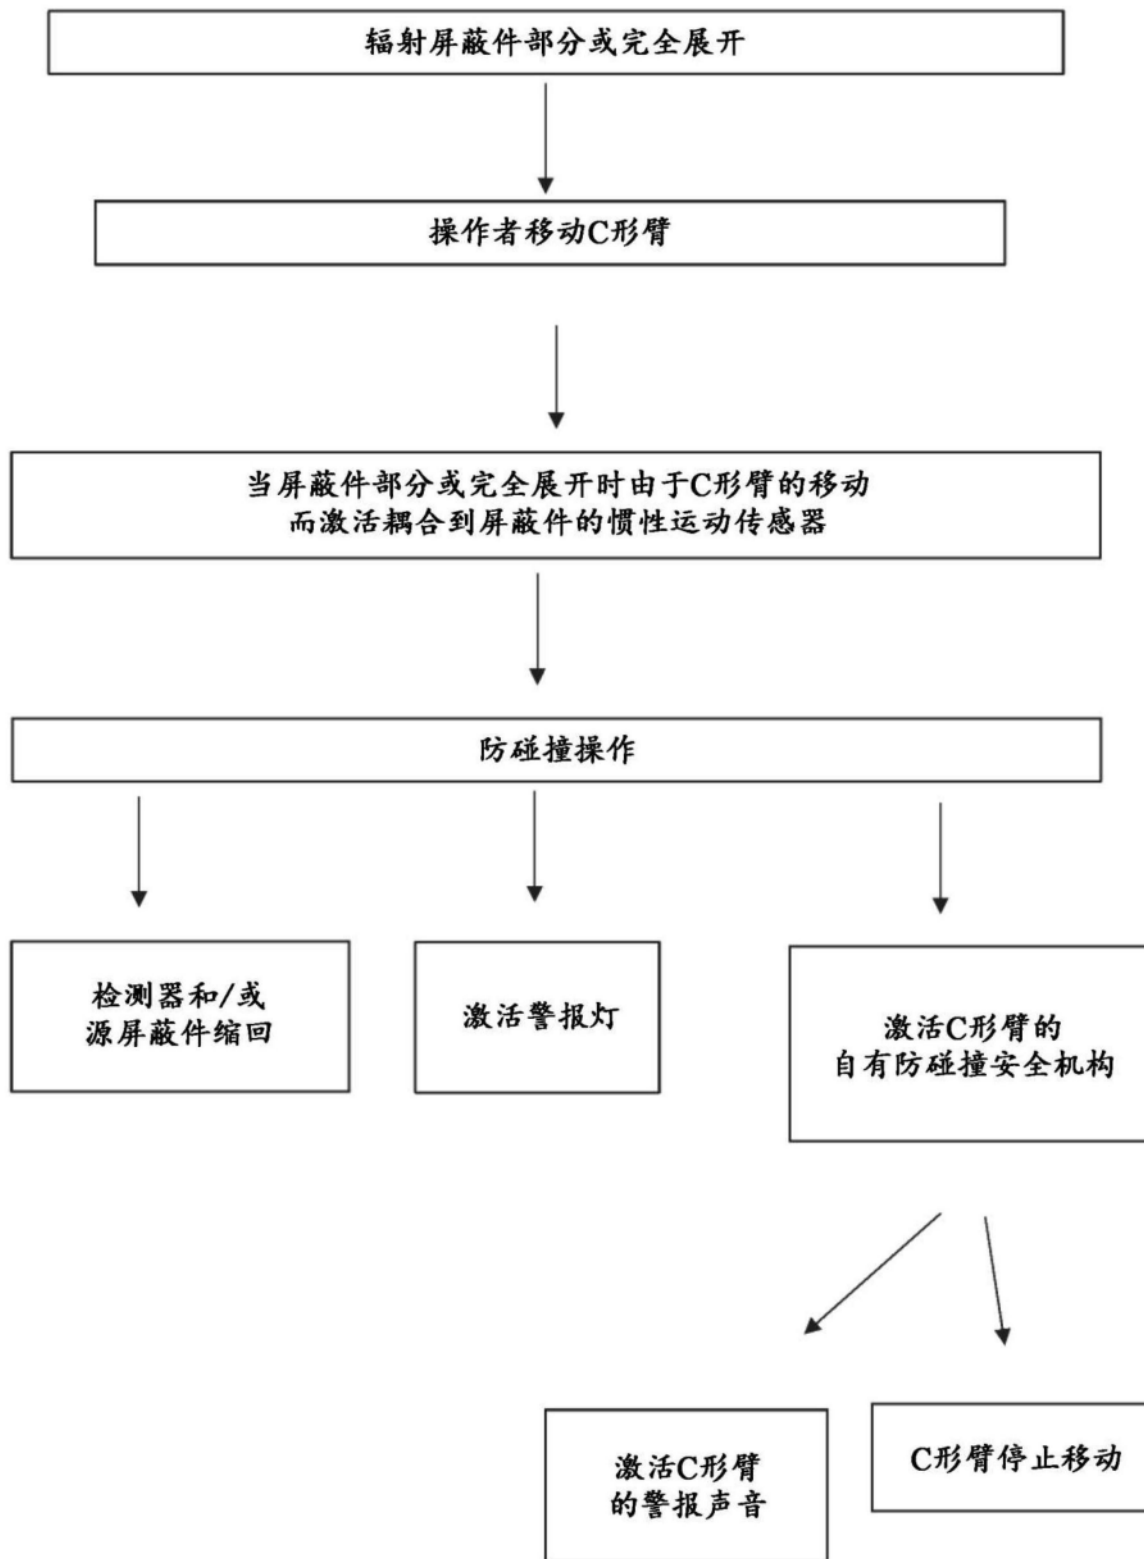 辐射屏蔽件部分或完全展开
操作者移动C形臂
当屏蔽件部分或完全展开时由于C形臂的移动
而激活耦合到屏蔽件的惯性运动传感器
防碰撞操作
检测器和/或
源屏蔽件缩回
激活警报灯
激活C形臂的
自有防碰撞安全机构
激活C形臂
的警报声音
C形臂停止移动